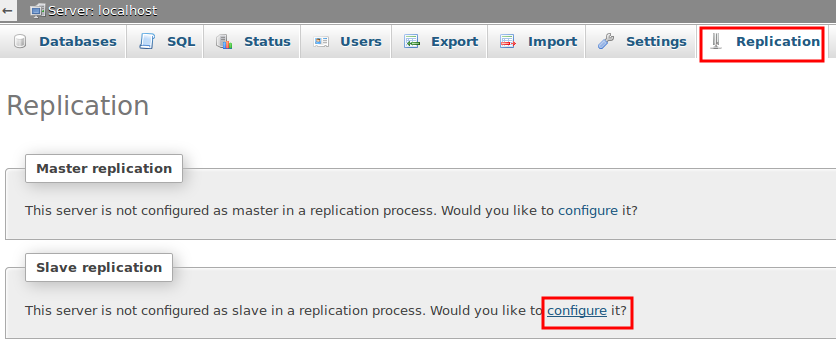 Server: localhost
Databases SQL Status Users Export Import Settings Replication
Replication
Master replication
This server is not configured as master in a replication process. Would you like to configure it?
Slave replication
This server is not configured as slave in a replication process. Would you like to configure it?